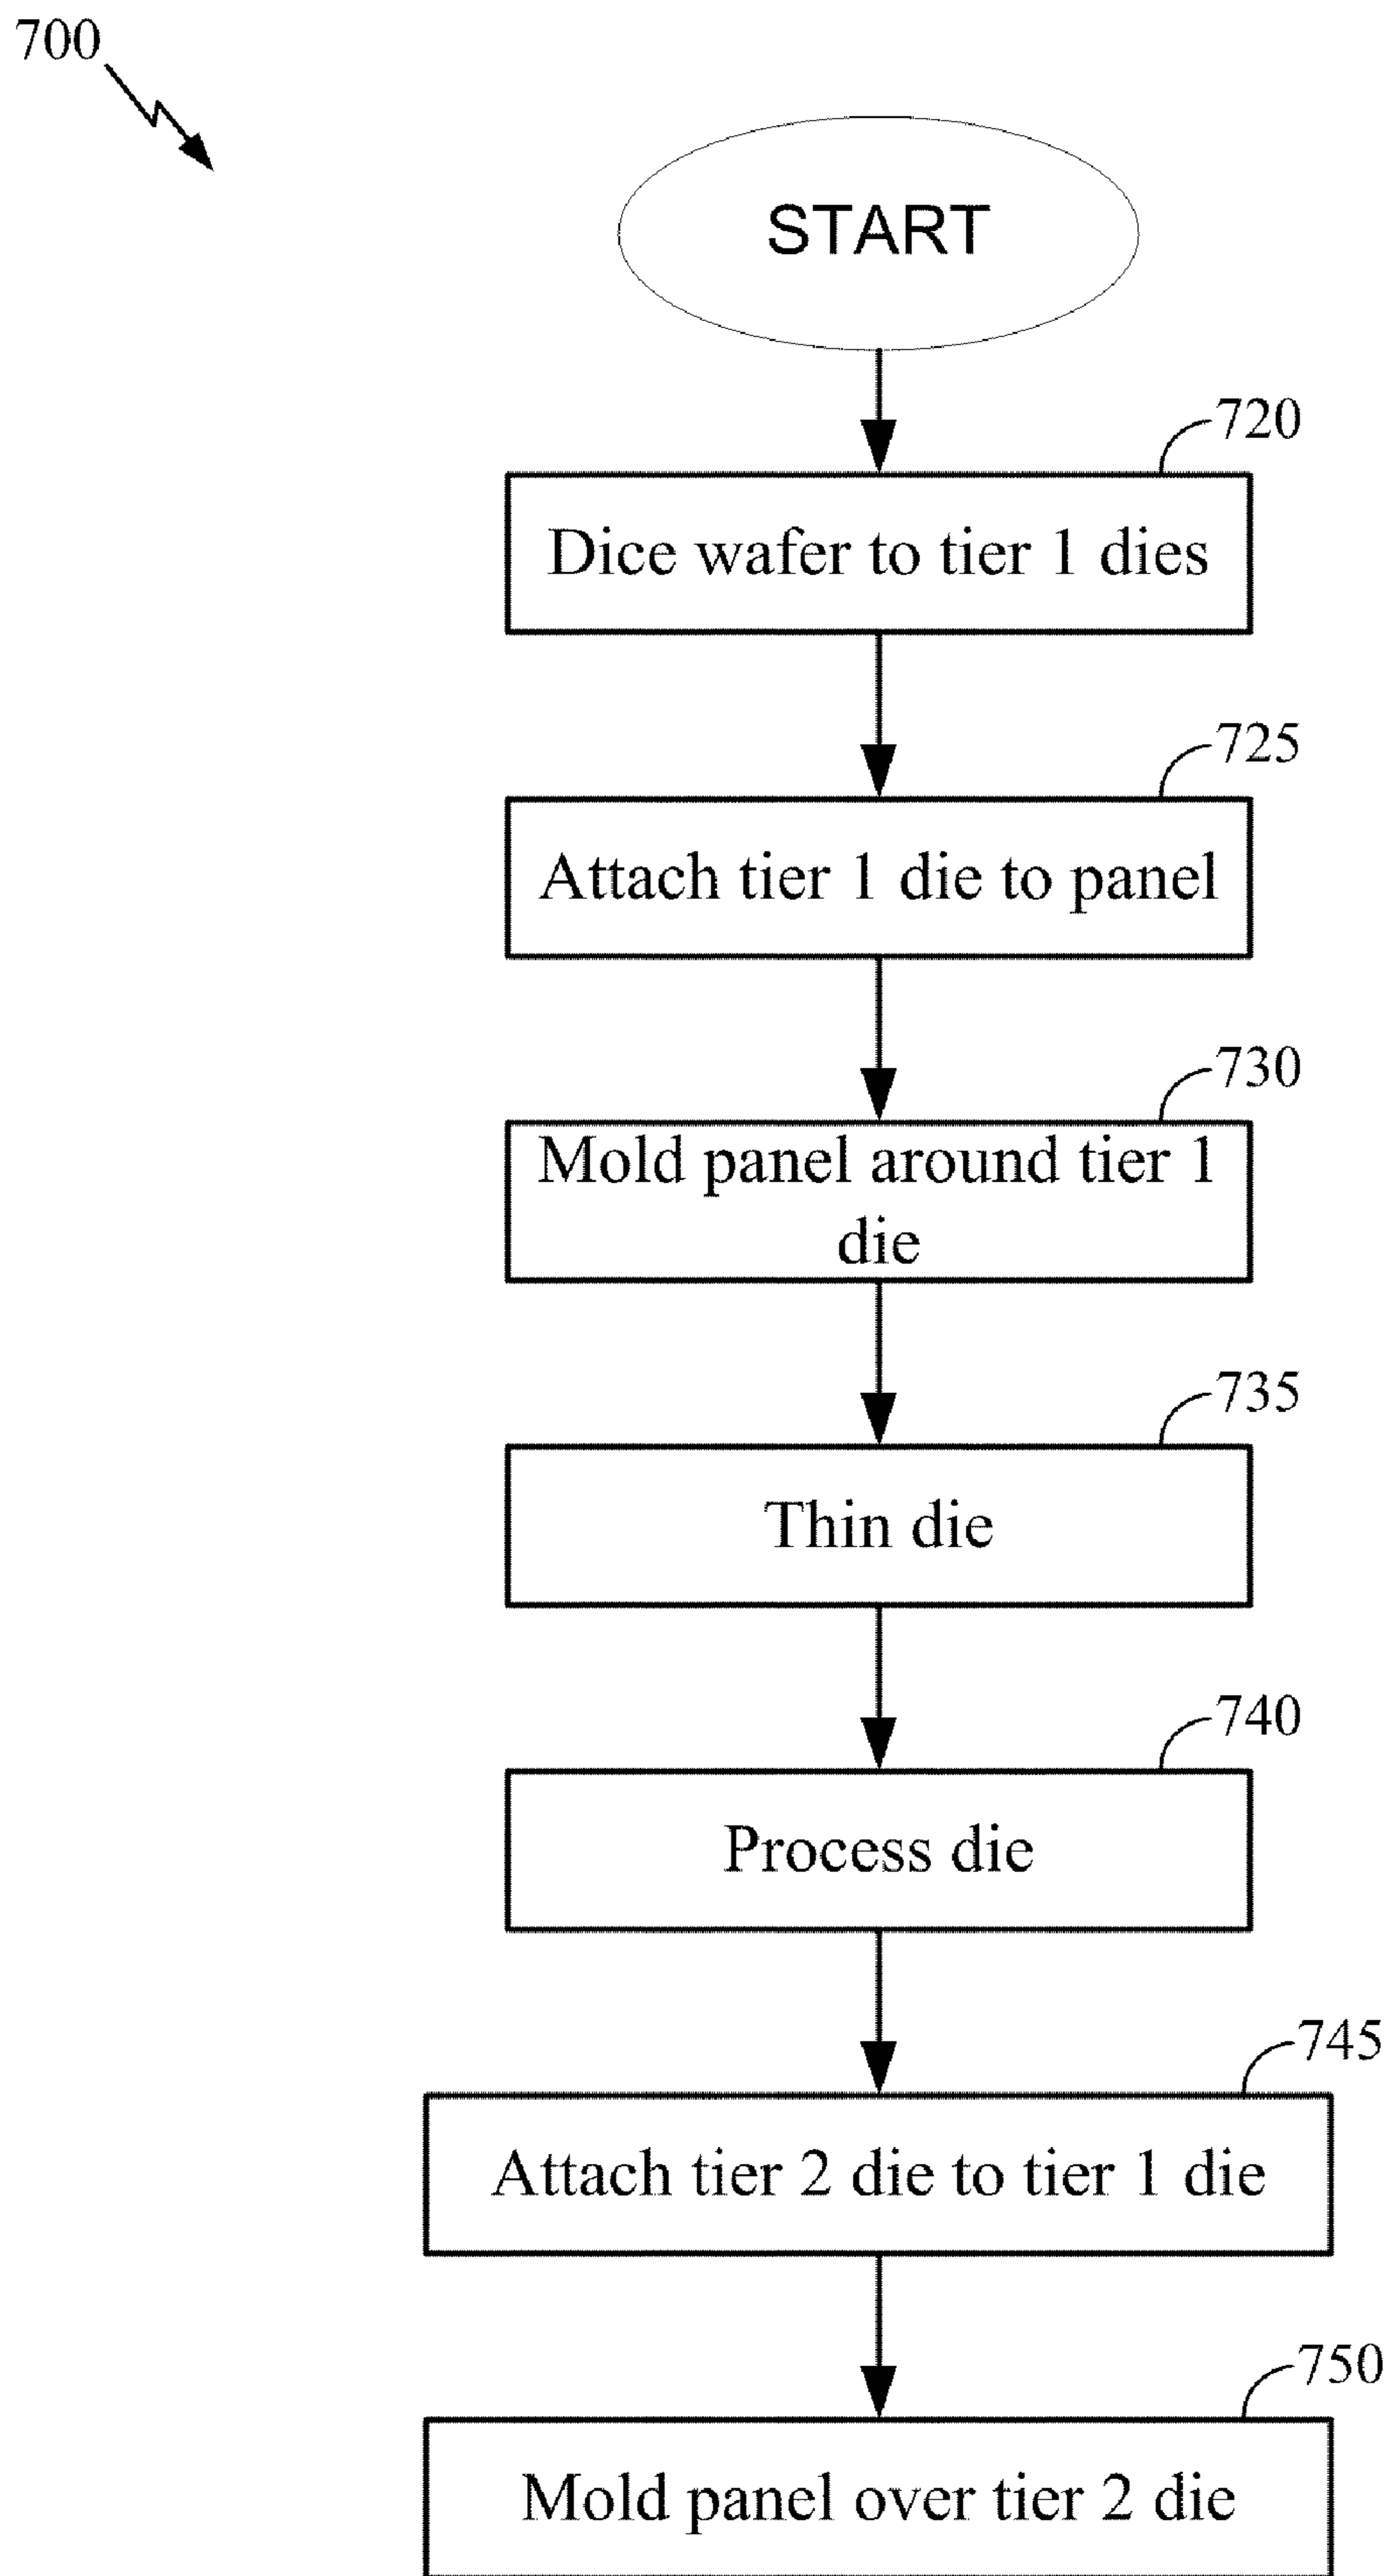 700
START
720
Dice wafer to tier 1 dies
725
Attach tier 1 die to panel
730
Mold panel around tier 1
die
735
Thin die
740
Process die
745
Attach tier 2 die to tier 1 die
750
Mold panel over tier 2 die